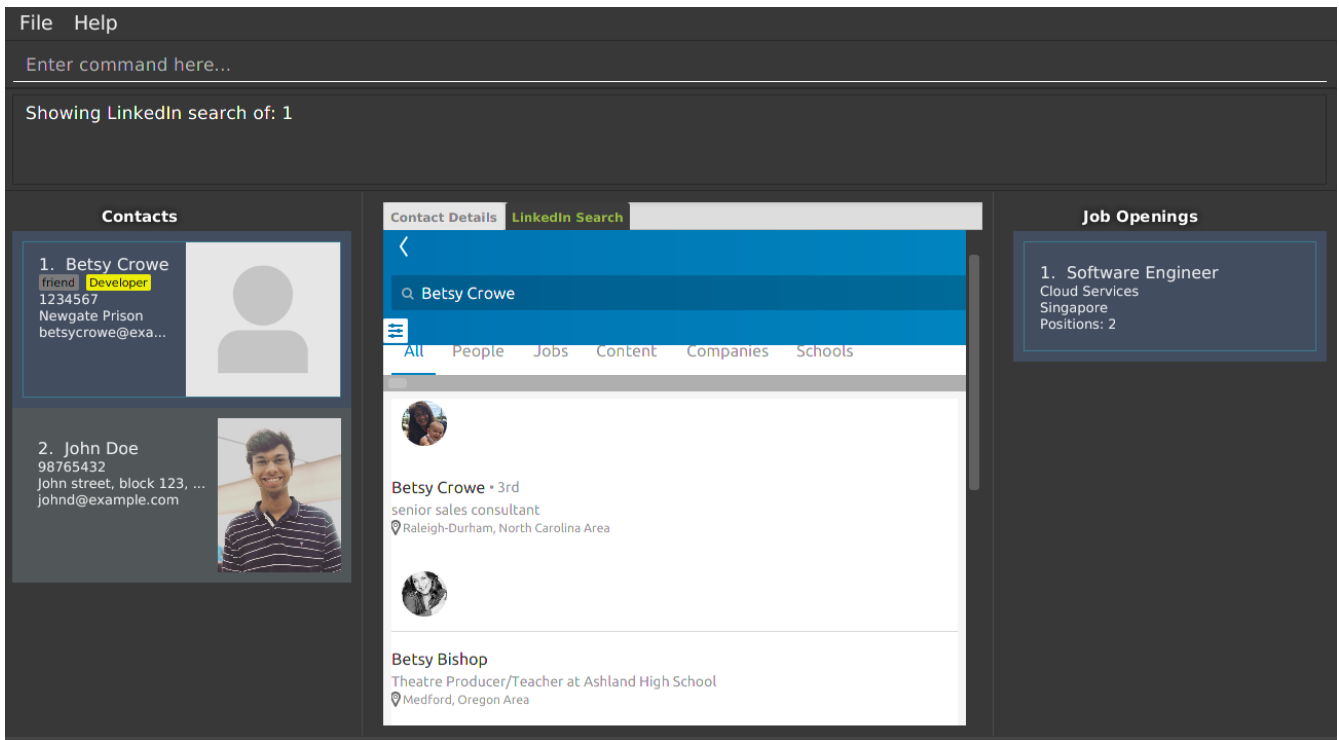 File Help
Enter command here...
Showing LinkedIn search of: 1
Contacts
1. Betsy Crowe
friend Developer
1234567
Newgate Prison
betsycrowe@exa...
2. John Doe
98765432
John street, block 123, ...
johnd@example.com
Contact Details LinkedIn Search
Betsy Crowe
All People Jobs Content Companies Schools
Betsy Crowe • 3rd
senior sales consultant
Raleigh-Durham, North Carolina Area
Betsy Bishop
Theatre Producer/Teacher at Ashland High School
Medford, Oregon Area
Job Openings
1. Software Engineer
Cloud Services
Singapore
Positions: 2